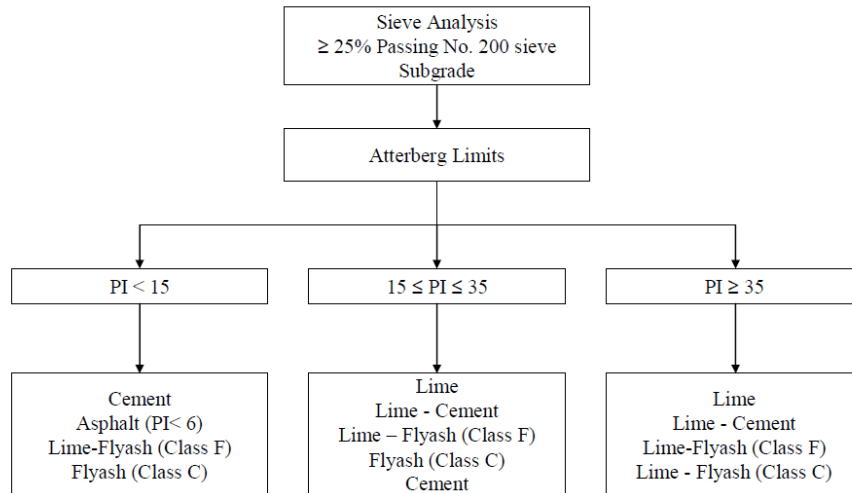 Sieve Analysis
≥ 25% Passing No. 200 sieve
Subgrade
Atterberg Limits
PI < 15
15 ≤ PI ≤ 35
PI ≥ 35
Cement
Asphalt (PI< 6)
Lime-Flyash (Class F)
Flyash (Class C)
Lime
Lime - Cement
Lime – Flyash (Class F)
Flyash (Class C)
Cement
Lime
Lime - Cement
Lime-Flyash (Class F)
Lime - Flyash (Class C)